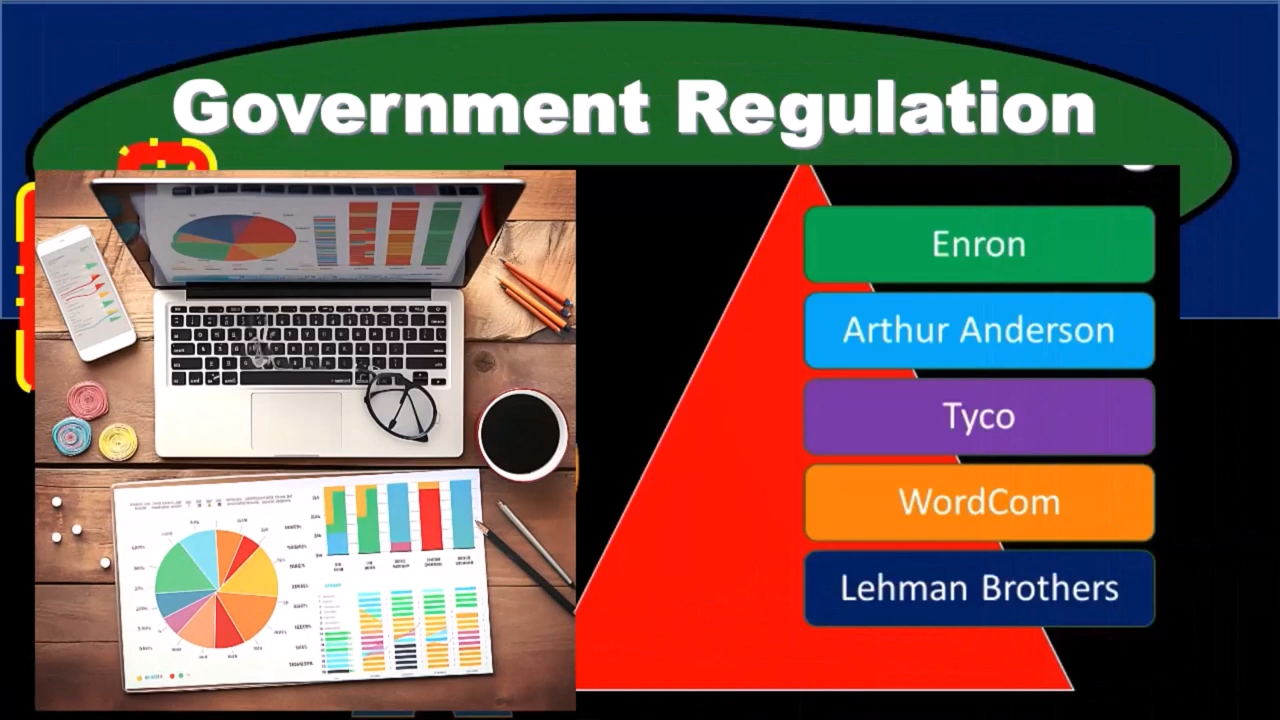 Government Regulation
Enron
Arthur Anderson
Tyco
WordCom
Lehman Brothers